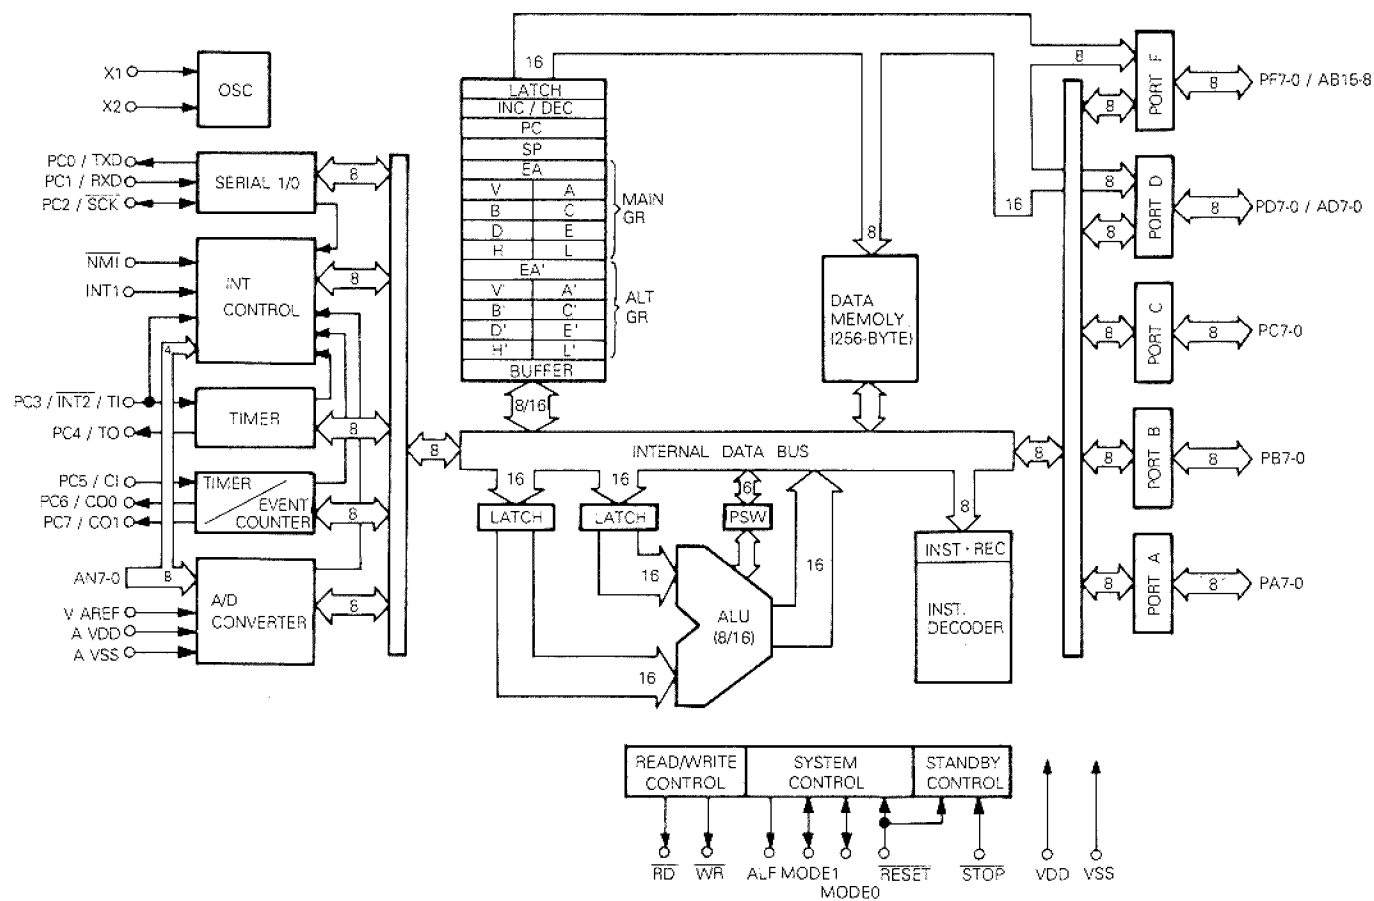 X1
X2
OSC
PC0 / TXD
PC1 / RXD
PC2 / SCK
SERIAL I/O
8
NMI
INT1
INT
CONTROL
8
4
PC3 / INT2 / TI
PC4 / TO
TIMER
8
PC5 / CI
PC6 / CO0
PC7 / CO1
TIMER
EVENT
COUNTER
8
AN7-0
8
V AREF
A VDD
A VSS
A/D
CONVERTER
8
8
16
LATCH
INC / DEC
PC
SP
EA
V A
B C
D E
H L
MAIN
GR
EA'
V' A'
B' C'
D' E'
H' L'
ALT
GR
BUFFER
8/16
8
DATA
MEMOLY
(256-BYTE)
16
INTERNAL DATA BUS
16
16
16
LATCH
LATCH
6
PSW
16
16
ALU
(8/16)
8
INST·REC
INST.
DECODER
8
8
8
PORT F
8
PF7-0 / AB15-8
8
8
PORT D
8
PD7-0 / AD7-0
8
PORT C
8
PC7-0
8
PORT B
8
PB7-0
8
PORT A
8
PA7-0
READ/WRITE
CONTROL
SYSTEM
CONTROL
STANDBY
CONTROL
RD
WR
ALF
MODE1
MODE0
RESET
STOP
VDD
VSS